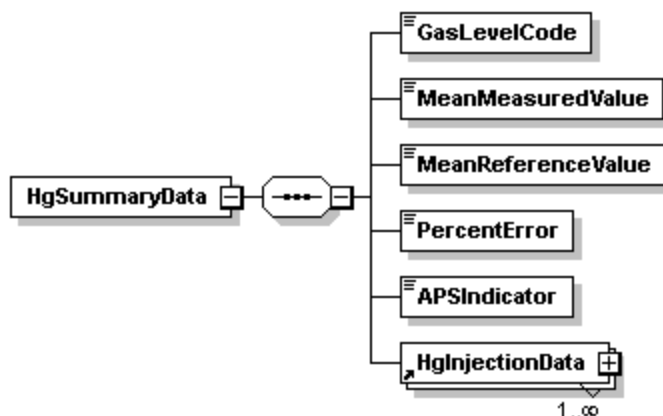 GasLevelCode
MeanMeasuredValue
MeanReferenceValue
HgSummaryData
PercentError
APSIndicator
HgInjectionData
1..∞